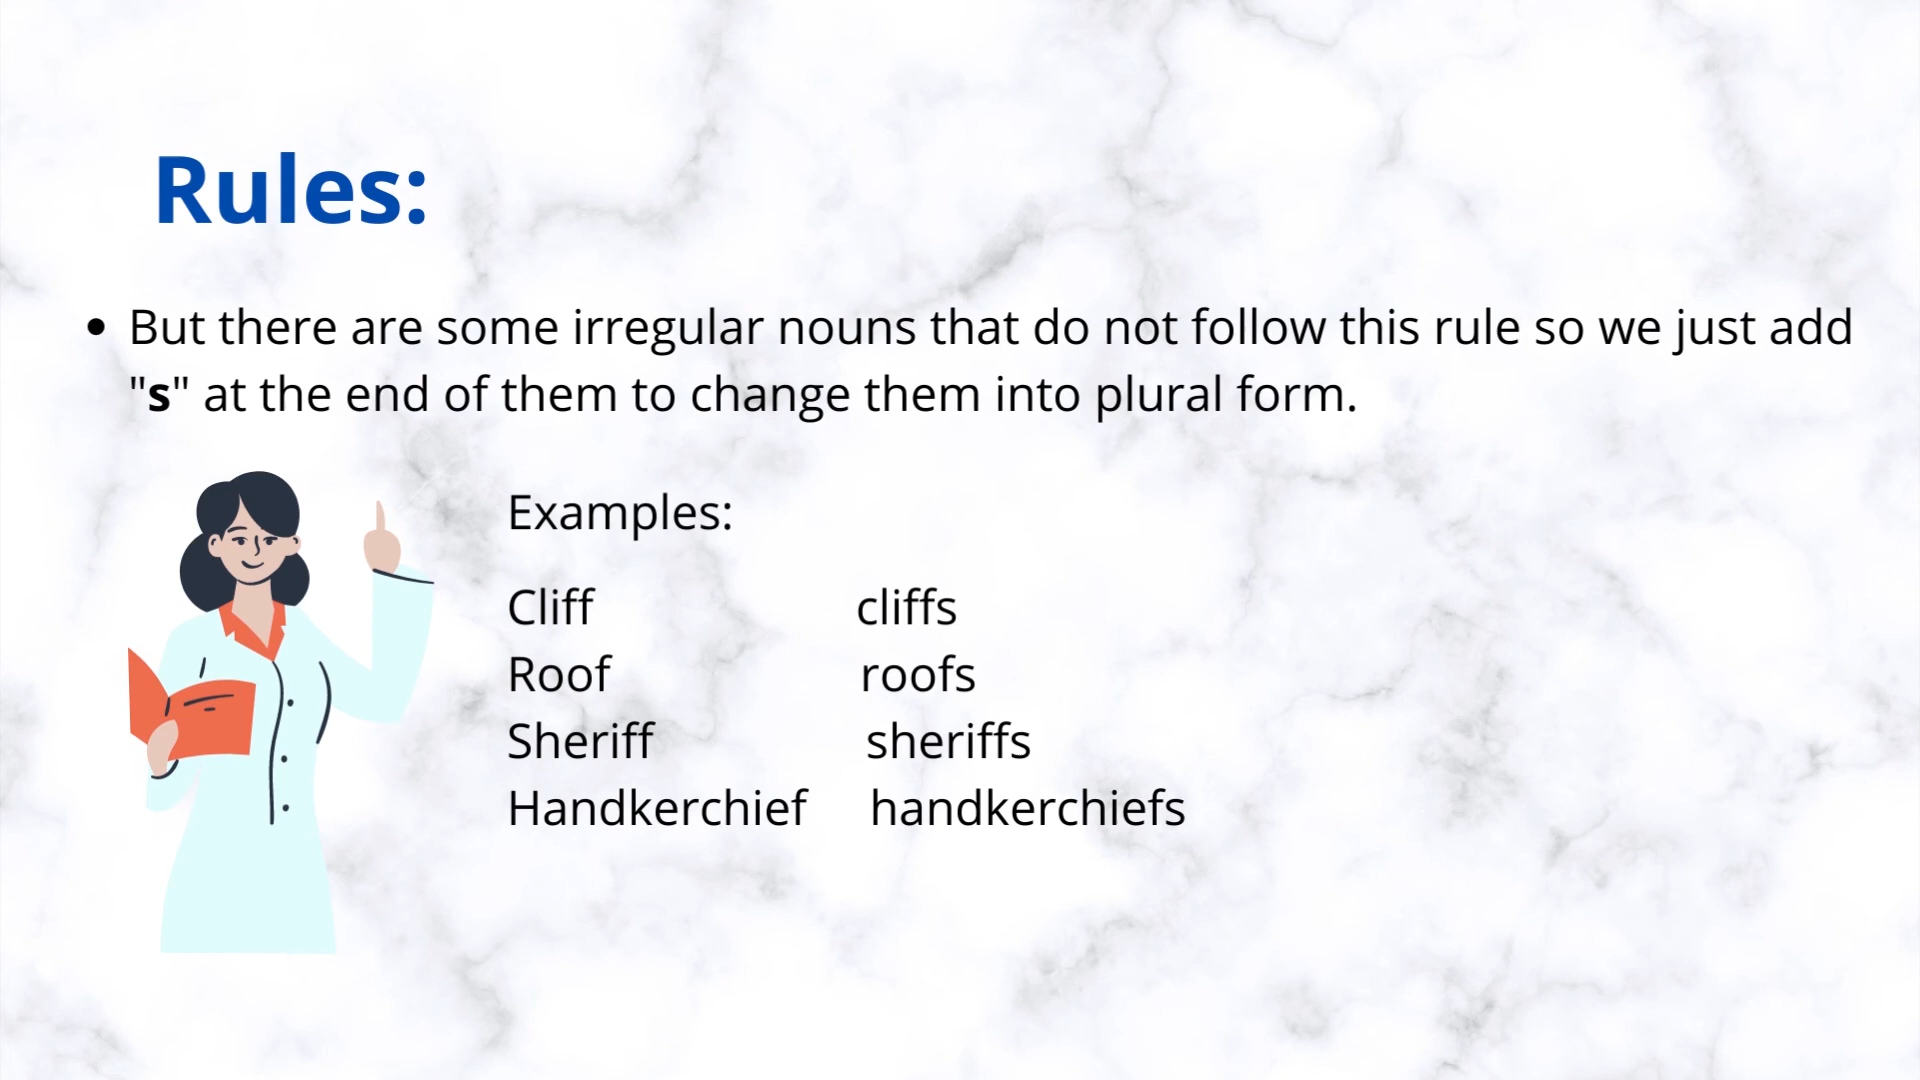 Rules:
• But there are some irregular nouns that do not follow this rule so we just add
"s" at the end of them to change them into plural form.
Examples:
Cliff cliffs
Roof roofs
Sheriff sheriffs
Handkerchief handkerchiefs